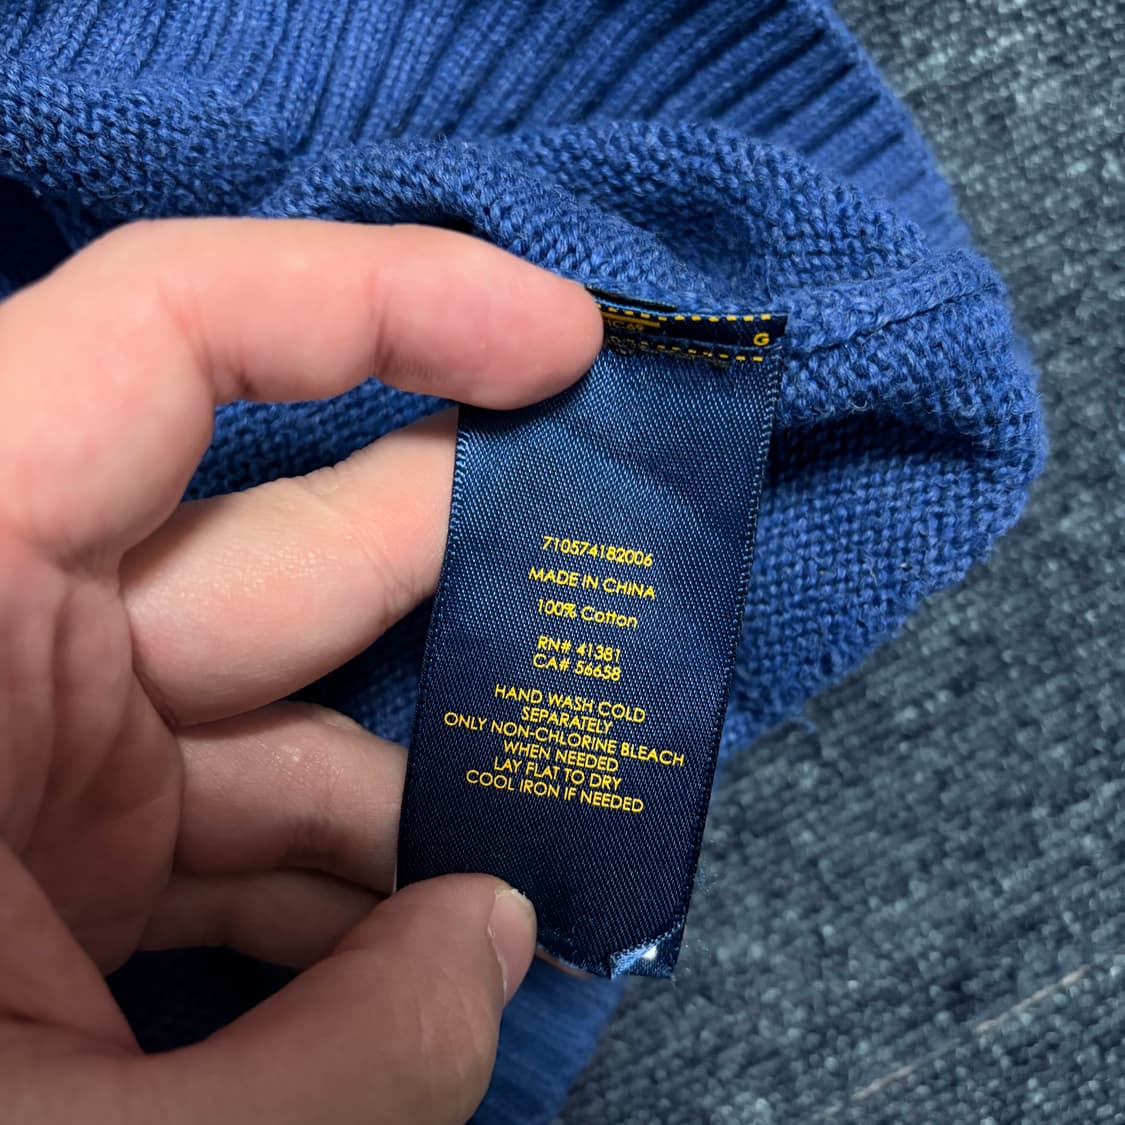 G
710574182006
MADE IN CHINA
100% Cotton
RN# 41381
CA# 56658
HAND WASH COLD
SEPARATELY
ONLY NON-CHLORINE BLEACH
WHEN NEEDED
LAY FLAT TO DRY
COOL IRON IF NEEDED